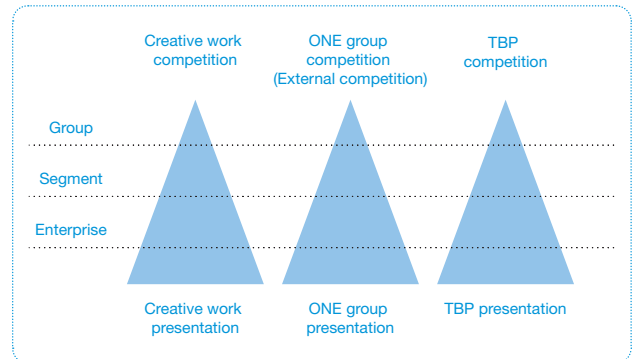 Creative work
competition
ONE group
competition
(External competition)
TBP
competition
Group
Segment
Enterprise
Creative work
presentation
ONE group
presentation
TBP presentation